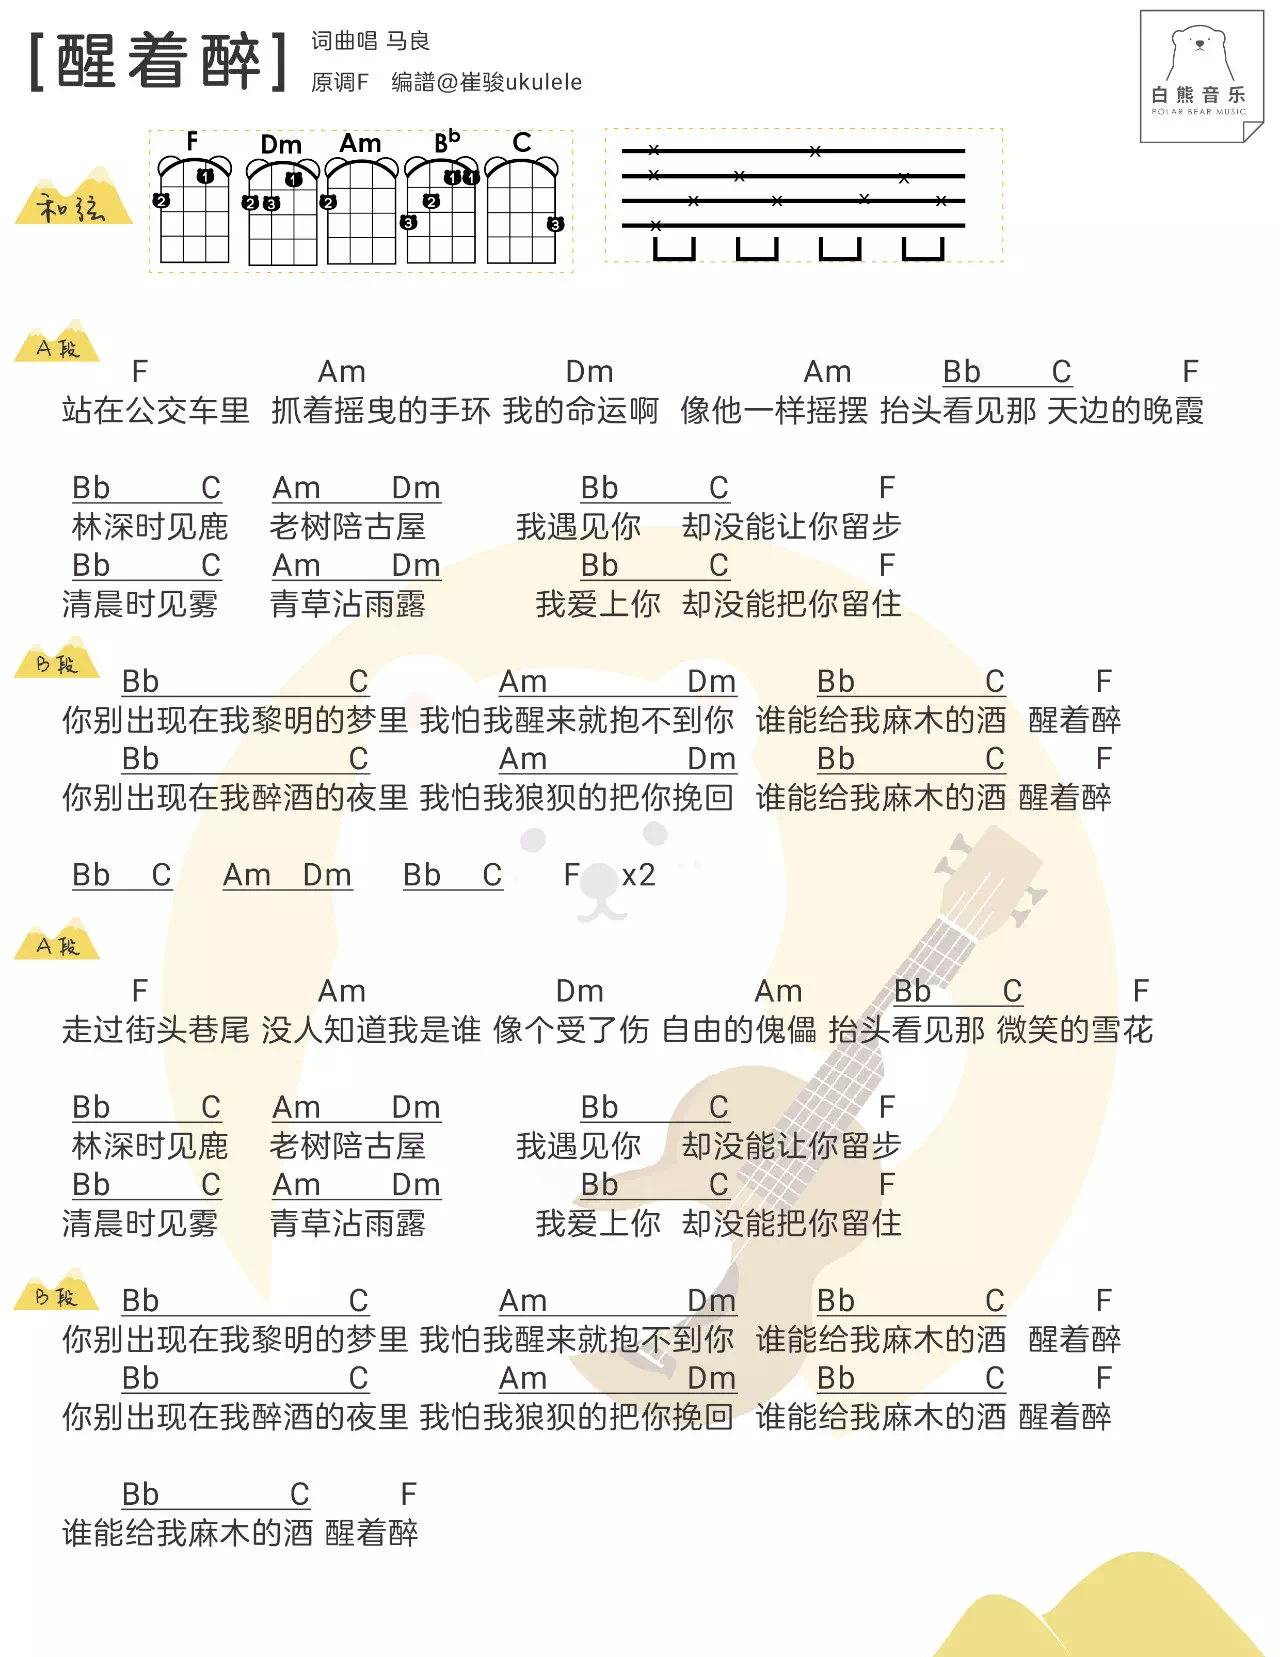 [醒着醉]
词曲唱 马良
原调F 编譜@崔骏ukulele
白熊音乐
POLAR BEAR MUSIC
和弦
F Dm Am Bb C
1 2 1 2 3 2 1 1 2 3 3
A段
F Am Dm Am Bb C F
站在公交车里 抓着摇曳的手环 我的命运啊 像他一样摇摆 抬头看见那 天边的晚霞
Bb C Am Dm Bb C F
林深时见鹿 老树陪古屋 我遇见你 却没能让你留步
Bb C Am Dm Bb C F
清晨时见雾 青草沾雨露 我爱上你 却没能把你留住
B段
Bb C Am Dm Bb C F
你别出现在我黎明的梦里 我怕我醒来就抱不到你 谁能给我麻木的酒 醒着醉
Bb C Am Dm Bb C F
你别出现在我醉酒的夜里 我怕我狼狈的把你挽回 谁能给我麻木的酒 醒着醉
Bb C Am Dm Bb C F x2
A段
F Am Dm Am Bb C F
走过街头巷尾 没人知道我是谁 像个受了伤 自由的傀儡 抬头看见那 微笑的雪花
Bb C Am Dm Bb C F
林深时见鹿 老树陪古屋 我遇见你 却没能让你留步
Bb C Am Dm Bb C F
清晨时见雾 青草沾雨露 我爱上你 却没能把你留住
B段
Bb C Am Dm Bb C F
你别出现在我黎明的梦里 我怕我醒来就抱不到你 谁能给我麻木的酒 醒着醉
Bb C Am Dm Bb C F
你别出现在我醉酒的夜里 我怕我狼狈的把你挽回 谁能给我麻木的酒 醒着醉
Bb C F
谁能给我麻木的酒 醒着醉